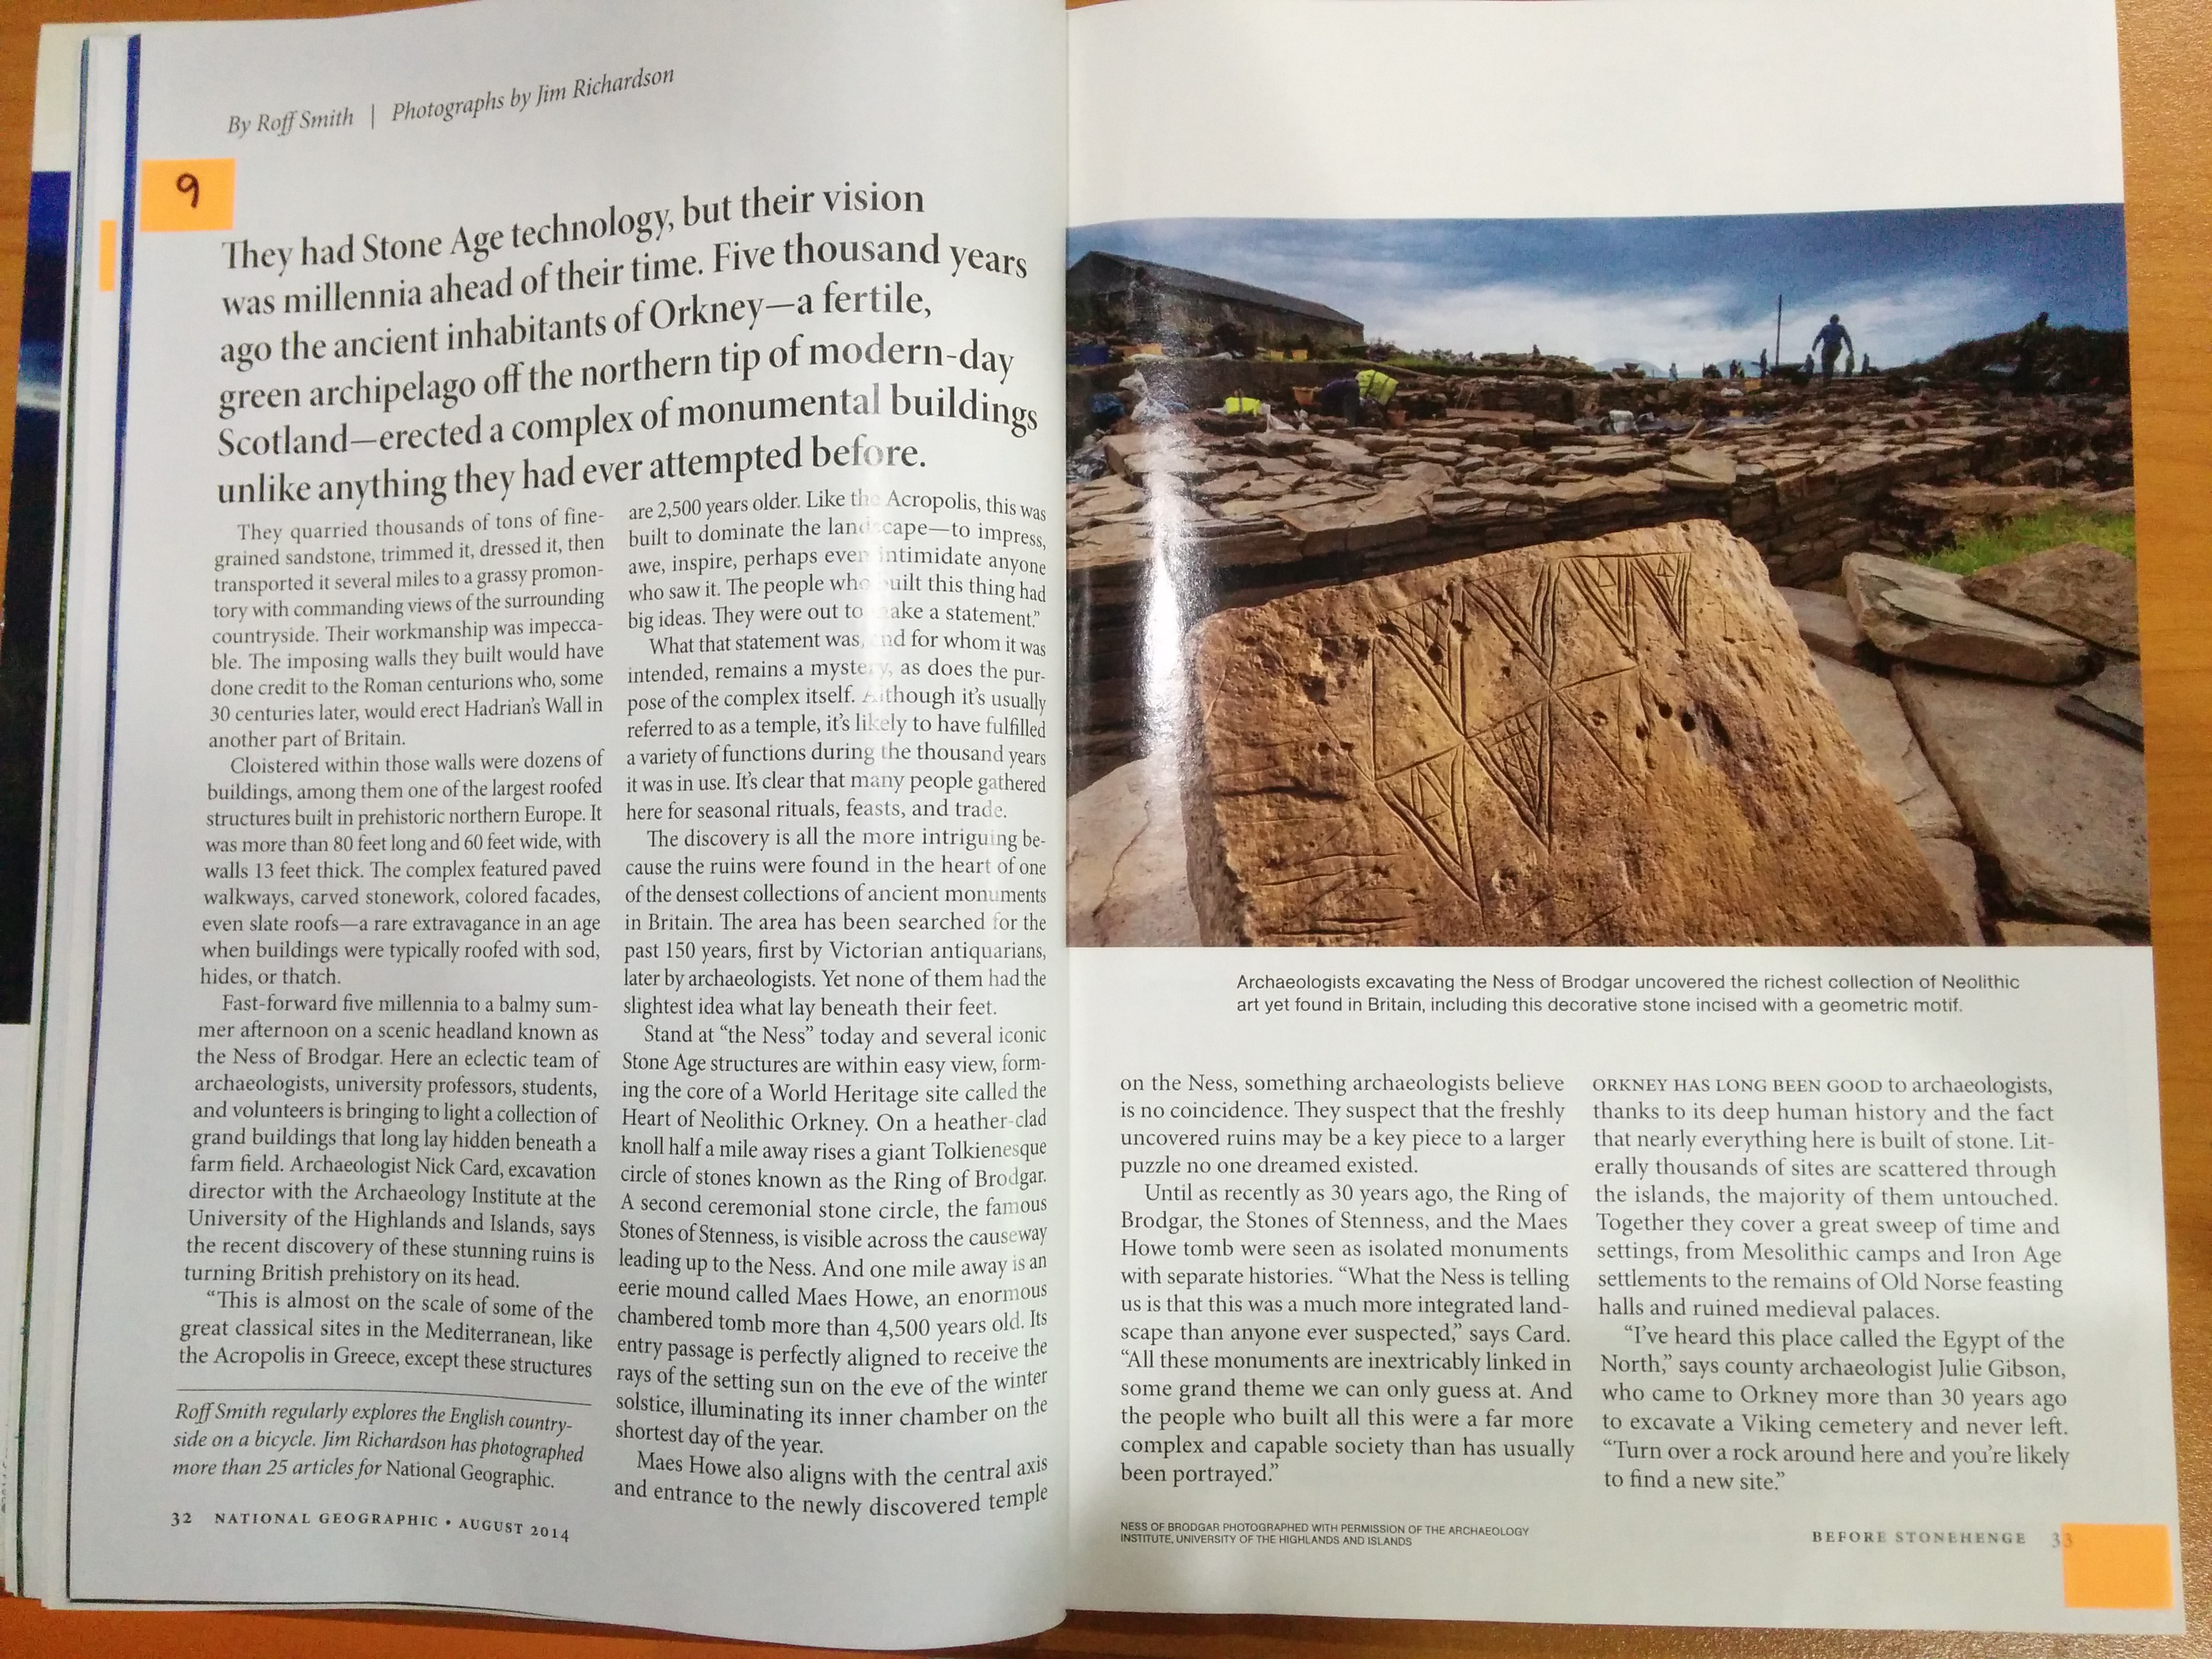 By Roff Smith | Photographs by Jim Richardson
9
They had Stone Age technology, but their vision
was millennia ahead of their time. Five thousand years
ago the ancient inhabitants of Orkney—a fertile,
green archipelago off the northern tip of modern-day
Scotland—erected a complex of monumental buildings
unlike anything they had ever attempted before.
They quarried thousands of tons of fine-
grained sandstone, trimmed it, dressed it, then
transported it several miles to a grassy promon-
tory with commanding views of the surrounding
countryside. Their workmanship was impecca-
ble. The imposing walls they built would have
done credit to the Roman centurions who, some
30 centuries later, would erect Hadrian's Wall in
another part of Britain.
Cloistered within those walls were dozens of
buildings, among them one of the largest roofed
structures built in prehistoric northern Europe. It
was more than 80 feet long and 60 feet wide, with
walls 13 feet thick. The complex featured paved
walkways, carved stonework, colored facades,
even slate roofs—a rare extravagance in an age
when buildings were typically roofed with sod,
hides, or thatch.
Fast-forward five millennia to a balmy sum-
mer afternoon on a scenic headland known as
the Ness of Brodgar. Here an eclectic team of
archaeologists, university professors, students,
and volunteers is bringing to light a collection of
grand buildings that long lay hidden beneath a
farm field. Archaeologist Nick Card, excavation
director with the Archaeology Institute at the
University of the Highlands and Islands, says
the recent discovery of these stunning ruins is
turning British prehistory on its head.
“This is almost on the scale of some of the
great classical sites in the Mediterranean, like
the Acropolis in Greece, except these structures
Roff Smith regularly explores the English country-
side on a bicycle. Jim Richardson has photographed
more than 25 articles for National Geographic.
32 NATIONAL GEOGRAPHIC • AUGUST 2014
are 2,500 years older. Like the Acropolis, this was
built to dominate the landscape—to impress,
awe, inspire, perhaps even intimidate anyone
who saw it. The people who built this thing had
big ideas. They were out to make a statement.”
What that statement was, and for whom it was
intended, remains a mystery, as does the pur-
pose of the complex itself. Although it's usually
referred to as a temple, it's likely to have fulfilled
a variety of functions during the thousand years
it was in use. It's clear that many people gathered
here for seasonal rituals, feasts, and trade.
The discovery is all the more intriguing be-
cause the ruins were found in the heart of one
of the densest collections of ancient monuments
in Britain. The area has been searched for the
past 150 years, first by Victorian antiquarians,
later by archaeologists. Yet none of them had the
slightest idea what lay beneath their feet.
Stand at “the Ness” today and several iconic
Stone Age structures are within easy view, form-
ing the core of a World Heritage site called the
Heart of Neolithic Orkney. On a heather-clad
knoll half a mile away rises a giant Tolkienesque
circle of stones known as the Ring of Brodgar.
A second ceremonial stone circle, the famous
Stones of Stenness, is visible across the causeway
leading up to the Ness. And one mile away is an
eerie mound called Maes Howe, an enormous
chambered tomb more than 4,500 years old. Its
entry passage is perfectly aligned to receive the
rays of the setting sun on the eve of the winter
solstice, illuminating its inner chamber on the
shortest day of the year.
Maes Howe also aligns with the central axis
and entrance to the newly discovered temple
Archaeologists excavating the Ness of Brodgar uncovered the richest collection of Neolithic
art yet found in Britain, including this decorative stone incised with a geometric motif.
on the Ness, something archaeologists believe
is no coincidence. They suspect that the freshly
uncovered ruins may be a key piece to a larger
puzzle no one dreamed existed.
Until as recently as 30 years ago, the Ring of
Brodgar, the Stones of Stenness, and the Maes
Howe tomb were seen as isolated monuments
with separate histories. “What the Ness is telling
us is that this was a much more integrated land-
scape than anyone ever suspected,” says Card.
“All these monuments are inextricably linked in
some grand theme we can only guess at. And
the people who built all this were a far more
complex and capable society than has usually
been portrayed.”
ORKNEY HAS LONG BEEN GOOD to archaeologists,
thanks to its deep human history and the fact
that nearly everything here is built of stone. Lit-
erally thousands of sites are scattered through
the islands, the majority of them untouched.
Together they cover a great sweep of time and
settings, from Mesolithic camps and Iron Age
settlements to the remains of Old Norse feasting
halls and ruined medieval palaces.
“I've heard this place called the Egypt of the
North,” says county archaeologist Julie Gibson,
who came to Orkney more than 30 years ago
to excavate a Viking cemetery and never left.
“Turn over a rock around here and you're likely
to find a new site.”
NESS OF BRODGAR PHOTOGRAPHED WITH PERMISSION OF THE ARCHAEOLOGY
INSTITUTE, UNIVERSITY OF THE HIGHLANDS AND ISLANDS
BEFORE STONEHENGE 33